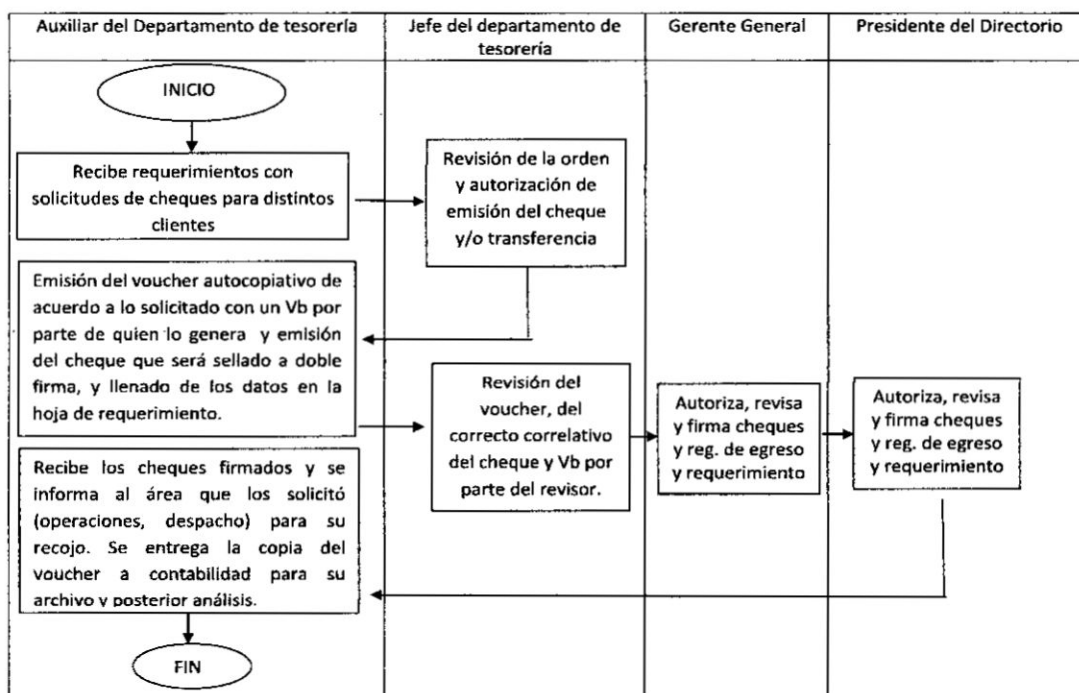 Auxiliar del Departamento de tesorería
Jefe del departamento de
tesorería
Gerente General
Presidente del Directorio
INICIO
Recibe requerimientos con
solicitudes de cheques para distintos
clientes
Revisión de la orden
y autorización de
emisión del cheque
y/o transferencia
Emisión del voucher autocopiativo de
acuerdo a lo solicitado con un Vb por
parte de quien lo genera y emisión
del cheque que será sellado a doble
firma, y llenado de los datos en la
hoja de requerimiento.
Revisión del
voucher, del
correcto correlativo
del cheque y Vb por
parte del revisor.
Autoriza, revisa
y firma cheques
y reg. de egreso
y requerimiento
Autoriza, revisa
y firma cheques
y reg. de egreso
y requerimiento
Recibe los cheques firmados y se
informa al área que los solicitó
(operaciones, despacho) para su
recojo. Se entrega la copia del
voucher a contabilidad para su
archivo y posterior análisis.
FIN